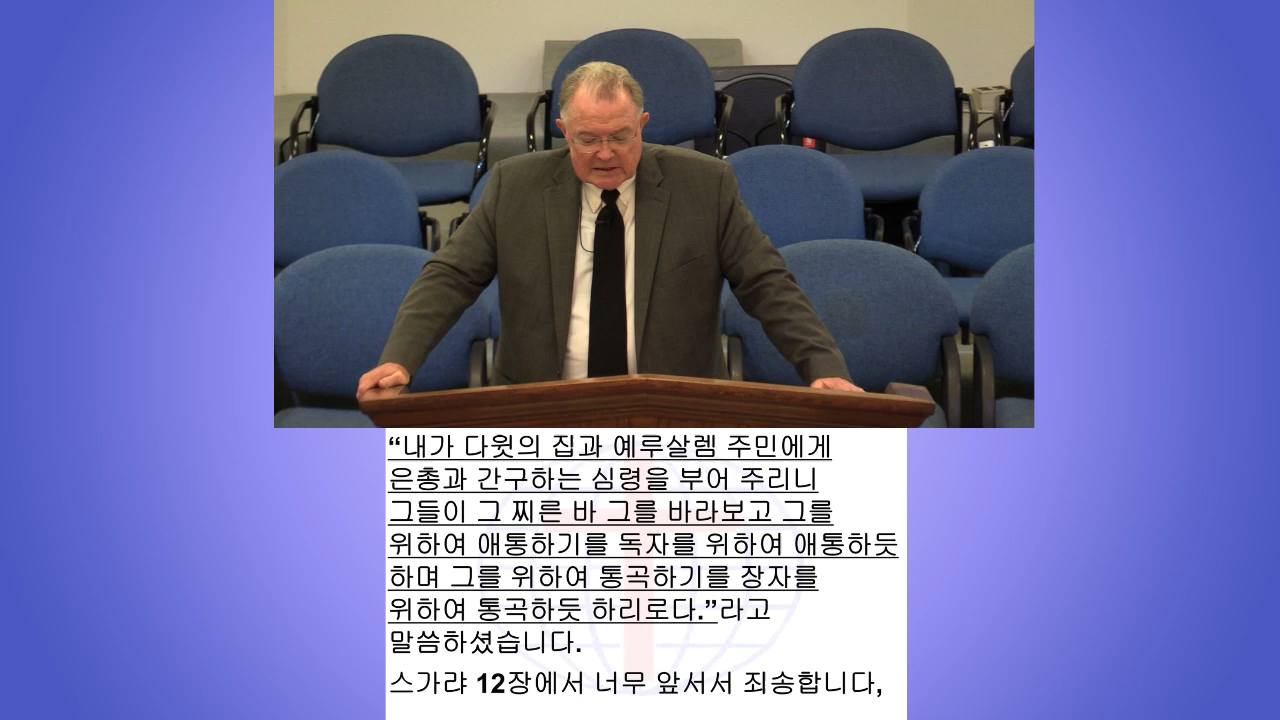 “내가 다윗의 집과 예루살렘 주민에게
은총과 간구하는 심령을 부어 주리니
그들이 그 찌른 바 그를 바라보고 그를
위하여 애통하기를 독자를 위하여 애통하듯
하며 그를 위하여 통곡하기를 장자를
위하여 통곡하듯 하리로다.”라고
말씀하셨습니다.
스가랴 12장에서 너무 앞서서 죄송합니다,